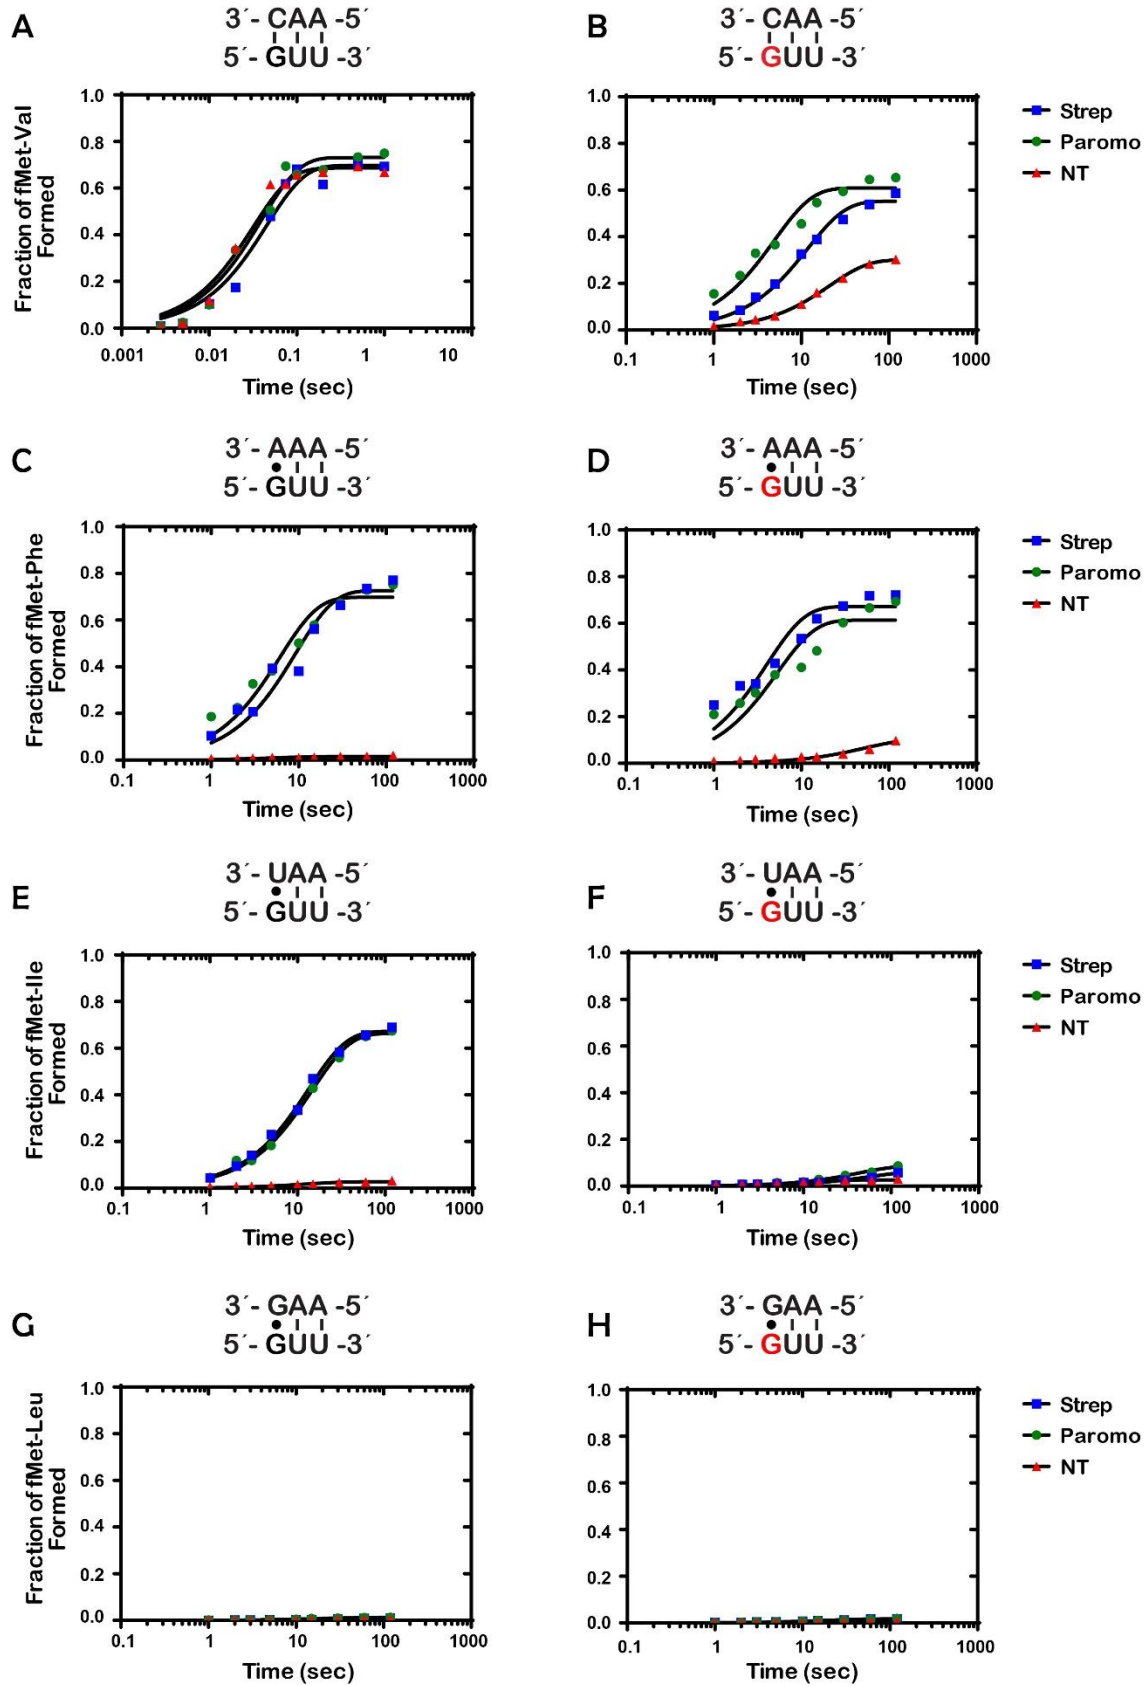 A
3´- CAA -5´
5´- GUU -3´
Fraction of fMet-Val
Formed
1.0
0.8
0.6
0.4
0.2
0.0
0.001 0.01 0.1 1 10
Time (sec)
B
3´- CAA -5´
5´- GUU -3´
1.0
0.8
0.6
0.4
0.2
0.0
0.1 1 10 100 1000
Time (sec)
Strep
Paromo
NT
C
3´- AAA -5´
5´- GUU -3´
Fraction of fMet-Phe
Formed
1.0
0.8
0.6
0.4
0.2
0.0
0.1 1 10 100 1000
Time (sec)
D
3´- AAA -5´
5´- GUU -3´
1.0
0.8
0.6
0.4
0.2
0.0
0.1 1 10 100 1000
Time (sec)
Strep
Paromo
NT
E
3´- UAA -5´
5´- GUU -3´
Fraction of fMet-Ile
Formed
1.0
0.8
0.6
0.4
0.2
0.0
0.1 1 10 100 1000
Time (sec)
F
3´- UAA -5´
5´- GUU -3´
1.0
0.8
0.6
0.4
0.2
0.0
0.1 1 10 100 1000
Time (sec)
Strep
Paromo
NT
G
3´- GAA -5´
5´- GUU -3´
Fraction of fMet-Leu
Formed
1.0
0.8
0.6
0.4
0.2
0.0
0.1 1 10 100 1000
Time (sec)
H
3´- GAA -5´
5´- GUU -3´
1.0
0.8
0.6
0.4
0.2
0.0
0.1 1 10 100 1000
Time (sec)
Strep
Paromo
NT